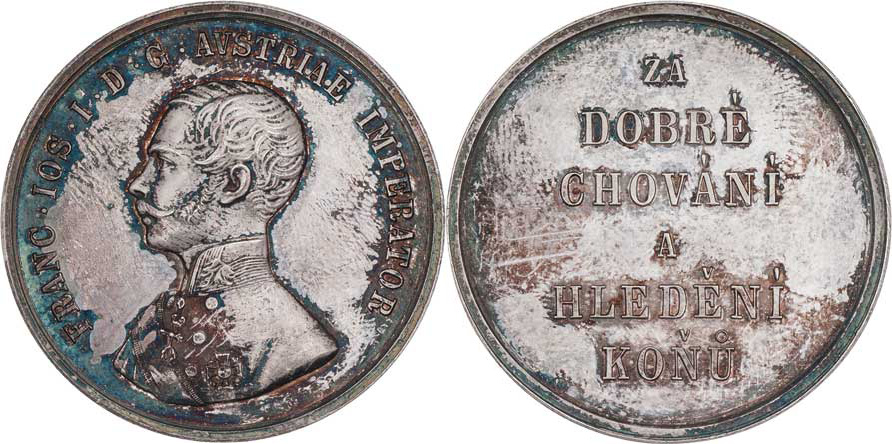 FRANC · IOS · I · D · G · AVSTRIAE IMPERATOR
ZA
DOBRÉ
CHOVÁNÍ
A
HLEDĚNÍ
KOŇŮ